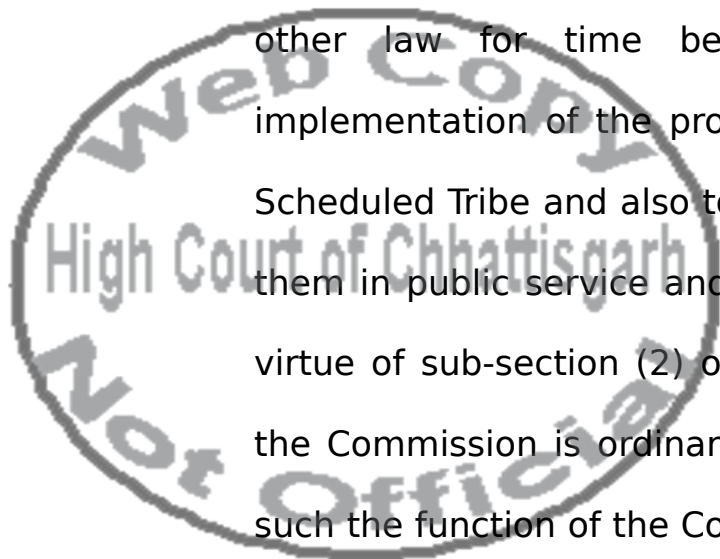 other law for time be
implementation of the pro
Scheduled Tribe and also to
them in public service and
virtue of sub-section (2) o
the Commission is ordinar
such the function of the Co
Web Copy
High Court of Chhattisgarh
Not Official